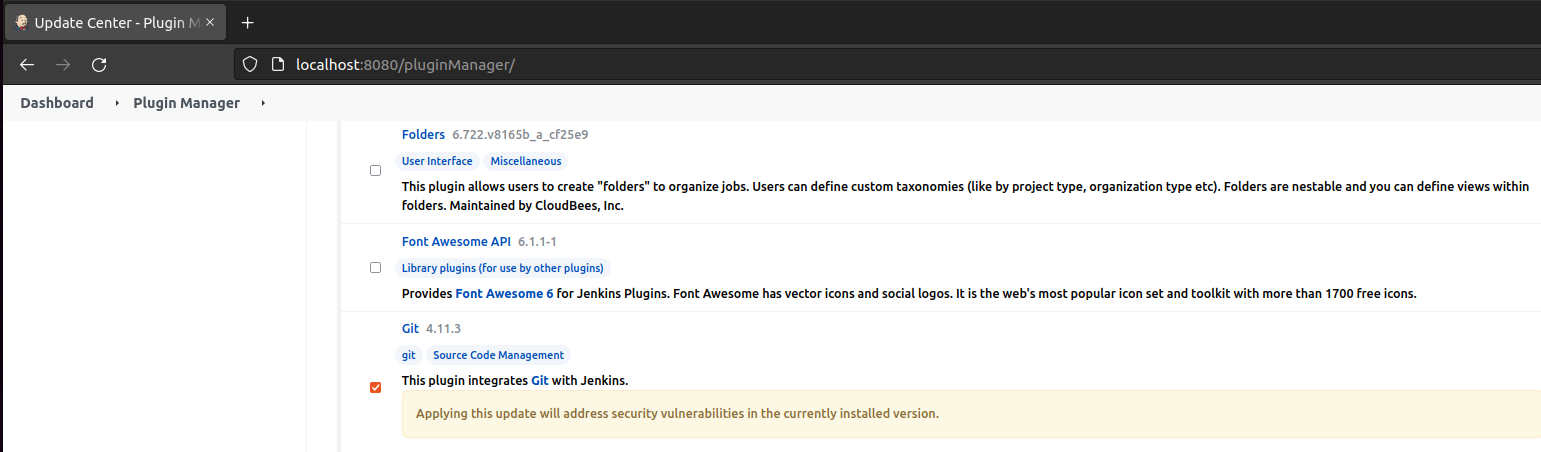 Update Center - Plugin M
localhost:8080/pluginManager/
Dashboard Plugin Manager
Folders 6.722.v8165b_a_cf25e9
User Interface Miscellaneous
This plugin allows users to create "folders" to organize jobs. Users can define custom taxonomies (like by project type, organization type etc). Folders are nestable and you can define views within
folders. Maintained by CloudBees, Inc.
Font Awesome API 6.1.1-1
Library plugins (for use by other plugins)
Provides Font Awesome 6 for Jenkins Plugins. Font Awesome has vector icons and social logos. It is the web's most popular icon set and toolkit with more than 1700 free icons.
Git 4.11.3
git Source Code Management
This plugin integrates Git with Jenkins.
Applying this update will address security vulnerabilities in the currently installed version.